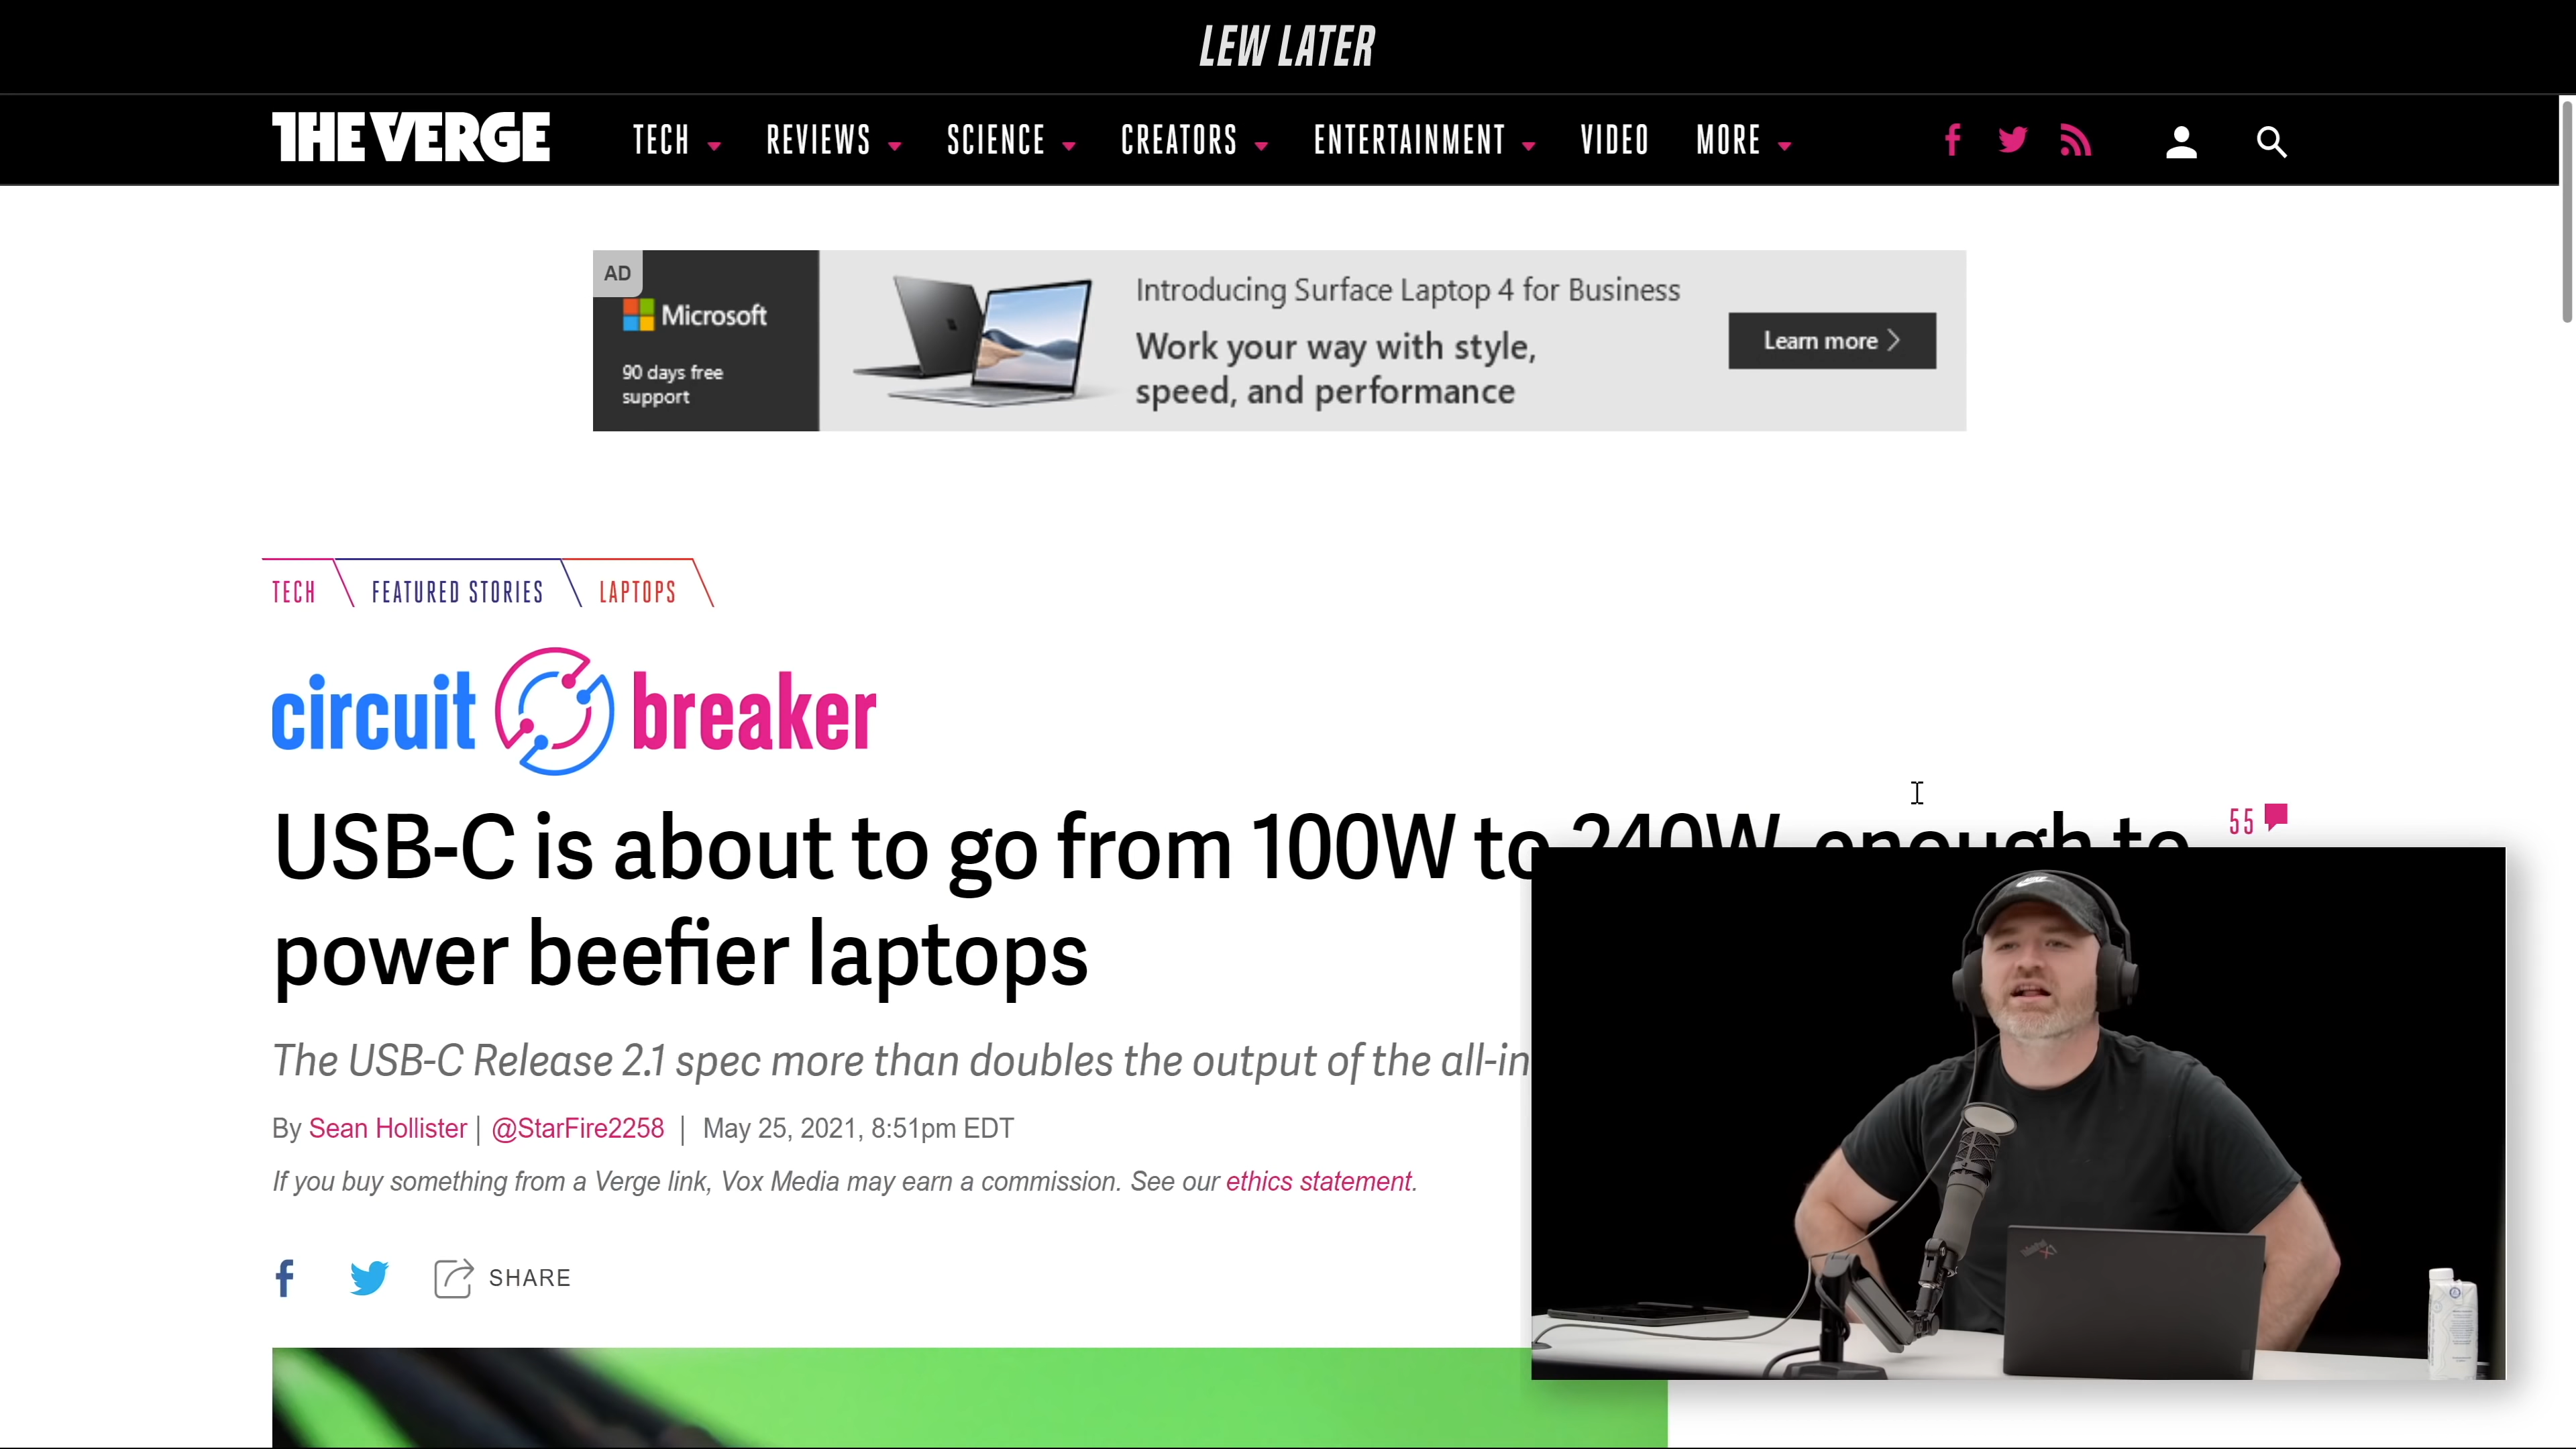 LEW LATER
THE VERGE
TECH REVIEWS SCIENCE CREATORS ENTERTAINMENT VIDEO MORE
AD
Microsoft
90 days free
support
Introducing Surface Laptop 4 for Business
Work your way with style,
speed, and performance
Learn more
TECH FEATURED STORIES LAPTOPS
circuit breaker
USB-C is about to go from 100W to 240W, enough to
55
power beefier laptops
The USB-C Release 2.1 spec more than doubles the output of the all-in
By Sean Hollister | @StarFire2258 | May 25, 2021, 8:51pm EDT
If you buy something from a Verge link, Vox Media may earn a commission. See our ethics statement.
SHARE